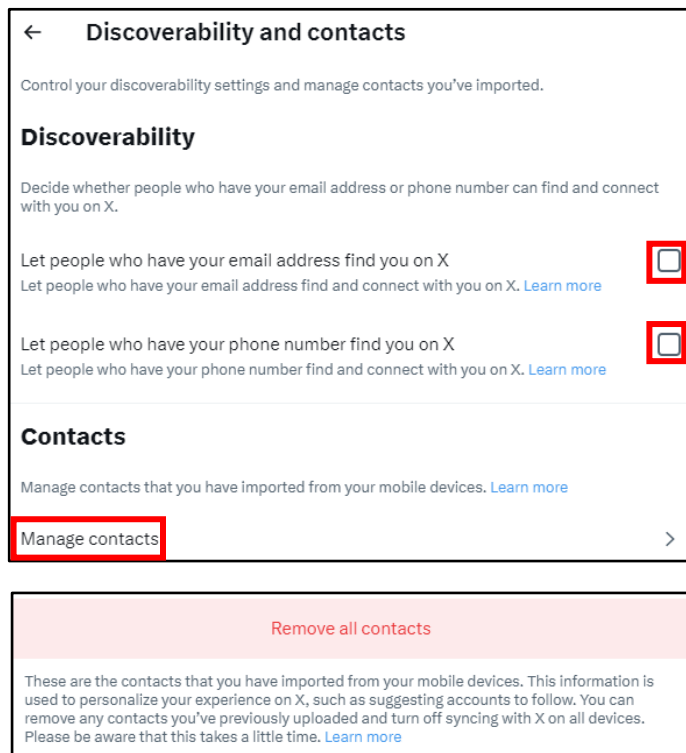 ← Discoverability and contacts
Control your discoverability settings and manage contacts you’ve imported.
Discoverability
Decide whether people who have your email address or phone number can find and connect
with you on X.
Let people who have your email address find you on X
Let people who have your email address find and connect with you on X. Learn more
Let people who have your phone number find you on X
Let people who have your phone number find and connect with you on X. Learn more
Contacts
Manage contacts that you have imported from your mobile devices. Learn more
Manage contacts
Remove all contacts
These are the contacts that you have imported from your mobile devices. This information is
used to personalize your experience on X, such as suggesting accounts to follow. You can
remove any contacts you’ve previously uploaded and turn off syncing with X on all devices.
Please be aware that this takes a little time. Learn more